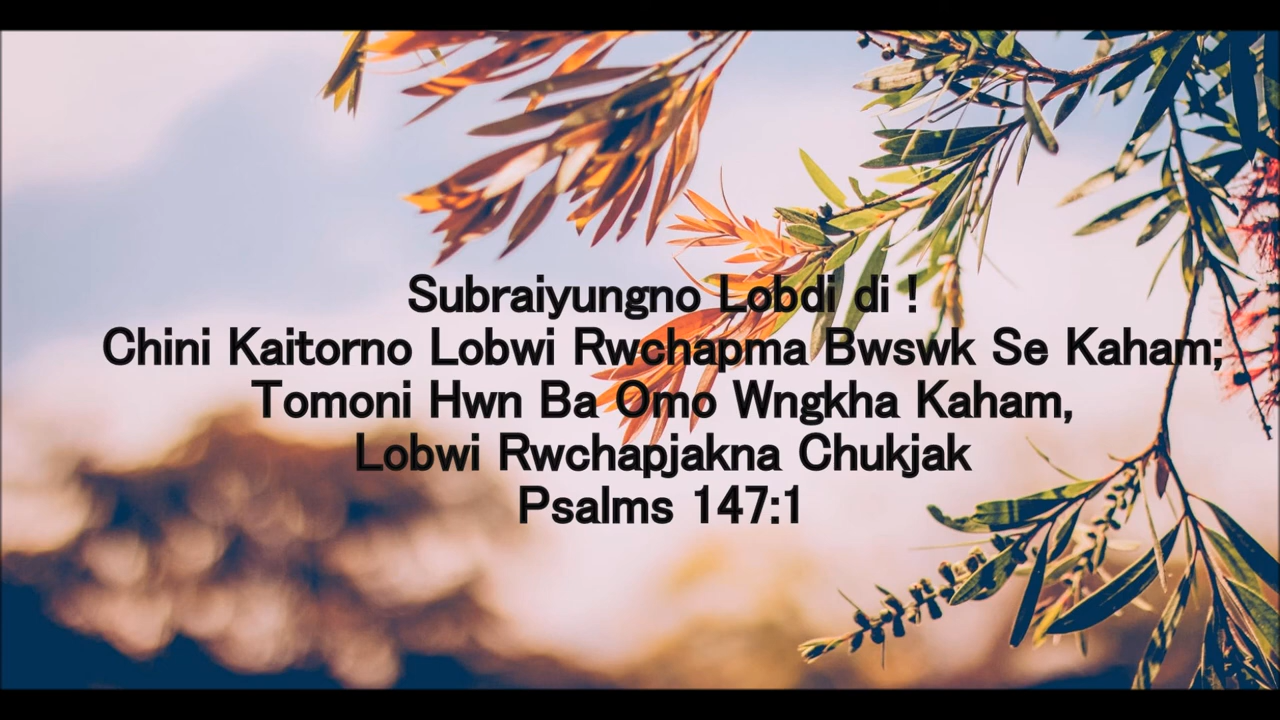 Subraiyungno Lobdi di !
Chini Kaitorno Lobwi Rwchapma Bwswk Se Kaham;
Tomoni Hwn Ba Omo Wngkha Kaham,
Lobwi Rwchapjakna Chukjak
Psalms 147:1